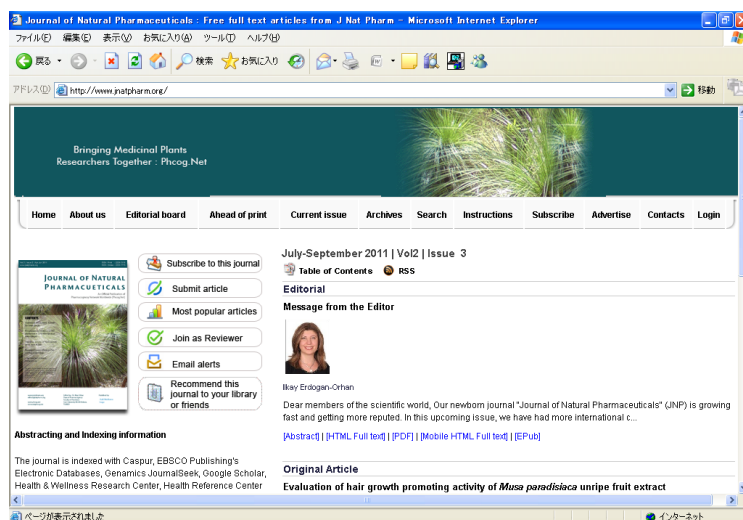 Journal of Natural Pharmaceuticals : Free full text articles from J Nat Pharm - Microsoft Internet Explorer
ファイル(F) 編集(E) 表示(V) お気に入り(A) ツール(T) ヘルプ(H)
戻る 検索 お気に入り
アドレス(D) http://www.jnatpharm.org/ 移動
Bringing Medicinal Plants
Researchers Together : Phcog.Net
Home About us Editorial board Ahead of print Current issue Archives Search Instructions Subscribe Advertise Contacts Login
JOURNAL OF NATURAL
PHARMACUETICALS
Subscribe to this journal
Submit article
Most popular articles
Join as Reviewer
Email alerts
Recommend this
journal to your library
or friends
Abstracting and Indexing information
The journal is indexed with Caspur, EBSCO Publishing's
Electronic Databases, Genamics JournalSeek, Google Scholar,
Health & Wellness Research Center, Health Reference Center
July-September 2011 | Vol2 | Issue 3
Table of Contents RSS
Editorial
Message from the Editor
Ilkay Erdogan-Orhan
Dear members of the scientific world, Our newborn journal "Journal of Natural Pharmaceuticals" (JNP) is growing
fast and getting more reputed. In this upcoming issue, we have had more international c...
[Abstract] | [HTML Full text] | [PDF] | [Mobile HTML Full text] | [EPub]
Original Article
Evaluation of hair growth promoting activity of Musa paradisiaca unripe fruit extract
ページが表示されました インターネット